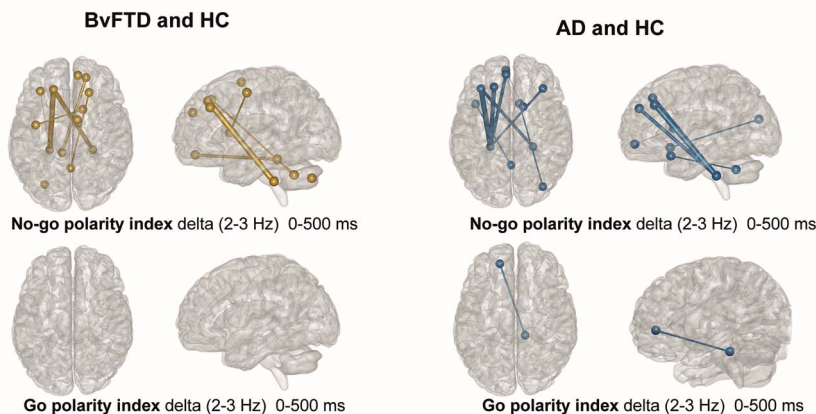 BvFTD and HC
AD and HC
No-go polarity index delta (2-3 Hz) 0-500 ms
No-go polarity index delta (2-3 Hz) 0-500 ms
Go polarity index delta (2-3 Hz) 0-500 ms
Go polarity index delta (2-3 Hz) 0-500 ms